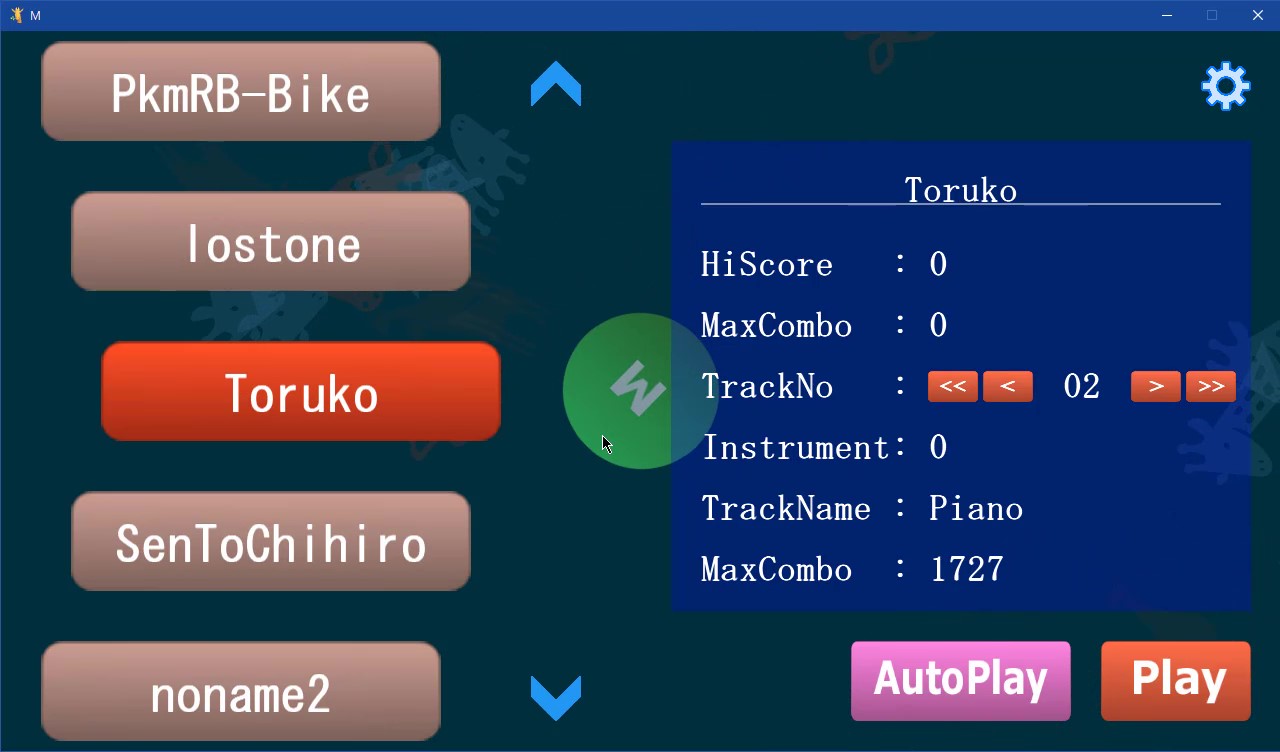 M
PkmRB-Bike
lostone
Toruko
SenToChihiro
noname2
M
Toruko
HiScore : 0
MaxCombo : 0
TrackNo : << < 02 > >>
Instrument: 0
TrackName : Piano
MaxCombo : 1727
AutoPlay
Play